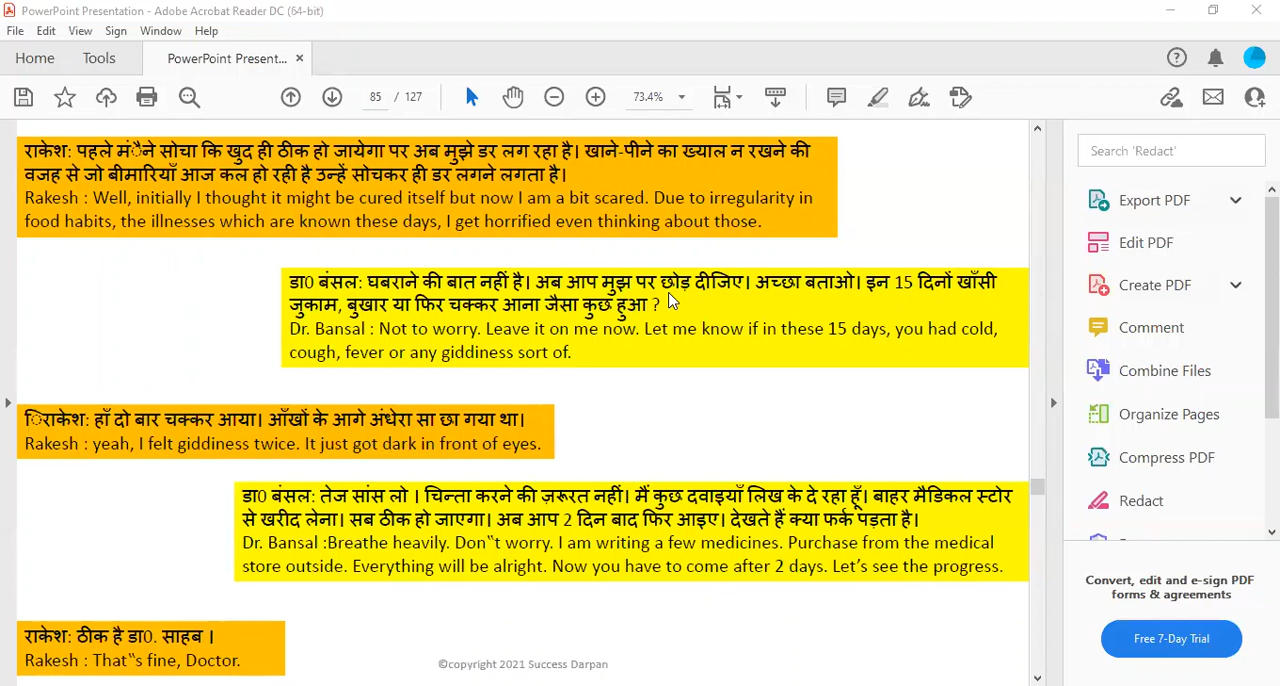 PowerPoint Presentation - Adobe Acrobat Reader DC (64-bit)
File Edit View Sign Window Help
Home Tools PowerPoint Present... ×
85 / 127 73.4%
राकेश: पहले मंैने सोचा कि खुद ही ठीक हो जायेगा पर अब मुझे डर लग रहा है। खाने-पीने का ख्याल न रखने की
वजह से जो बीमारियाँ आज कल हो रही है उन्हें सोचकर ही डर लगने लगता है।
Rakesh : Well, initially I thought it might be cured itself but now I am a bit scared. Due to irregularity in
food habits, the illnesses which are known these days, I get horrified even thinking about those.
डा0 बंसल: घबराने की बात नहीं है। अब आप मुझ पर छोड़ दीजिए। अच्छा बताओ। इन 15 दिनों खाँसी
जुकाम, बुखार या फिर चक्कर आना जैसा कुछ हुआ ?
Dr. Bansal : Not to worry. Leave it on me now. Let me know if in these 15 days, you had cold,
cough, fever or any giddiness sort of.
िराकेश: हाँ दो बार चक्कर आया। आँखों के आगे अंधेरा सा छा गया था।
Rakesh : yeah, I felt giddiness twice. It just got dark in front of eyes.
डा0 बंसल: तेज सांस लो । चिन्ता करने की ज़रूरत नहीं। मैं कुछ दवाइयाँ लिख के दे रहा हूँ। बाहर मैडिकल स्टोर
से खरीद लेना। सब ठीक हो जाएगा। अब आप 2 दिन बाद फिर आइए। देखते हैं क्या फर्क पड़ता है।
Dr. Bansal :Breathe heavily. Don‟t worry. I am writing a few medicines. Purchase from the medical
store outside. Everything will be alright. Now you have to come after 2 days. Let’s see the progress.
राकेश: ठीक है डा0. साहब ।
Rakesh : That‟s fine, Doctor.
©copyright 2021 Success Darpan
Search 'Redact'
Export PDF
Edit PDF
Create PDF
Comment
Combine Files
Organize Pages
Compress PDF
Redact
Convert, edit and e-sign PDF
forms & agreements
Free 7-Day Trial